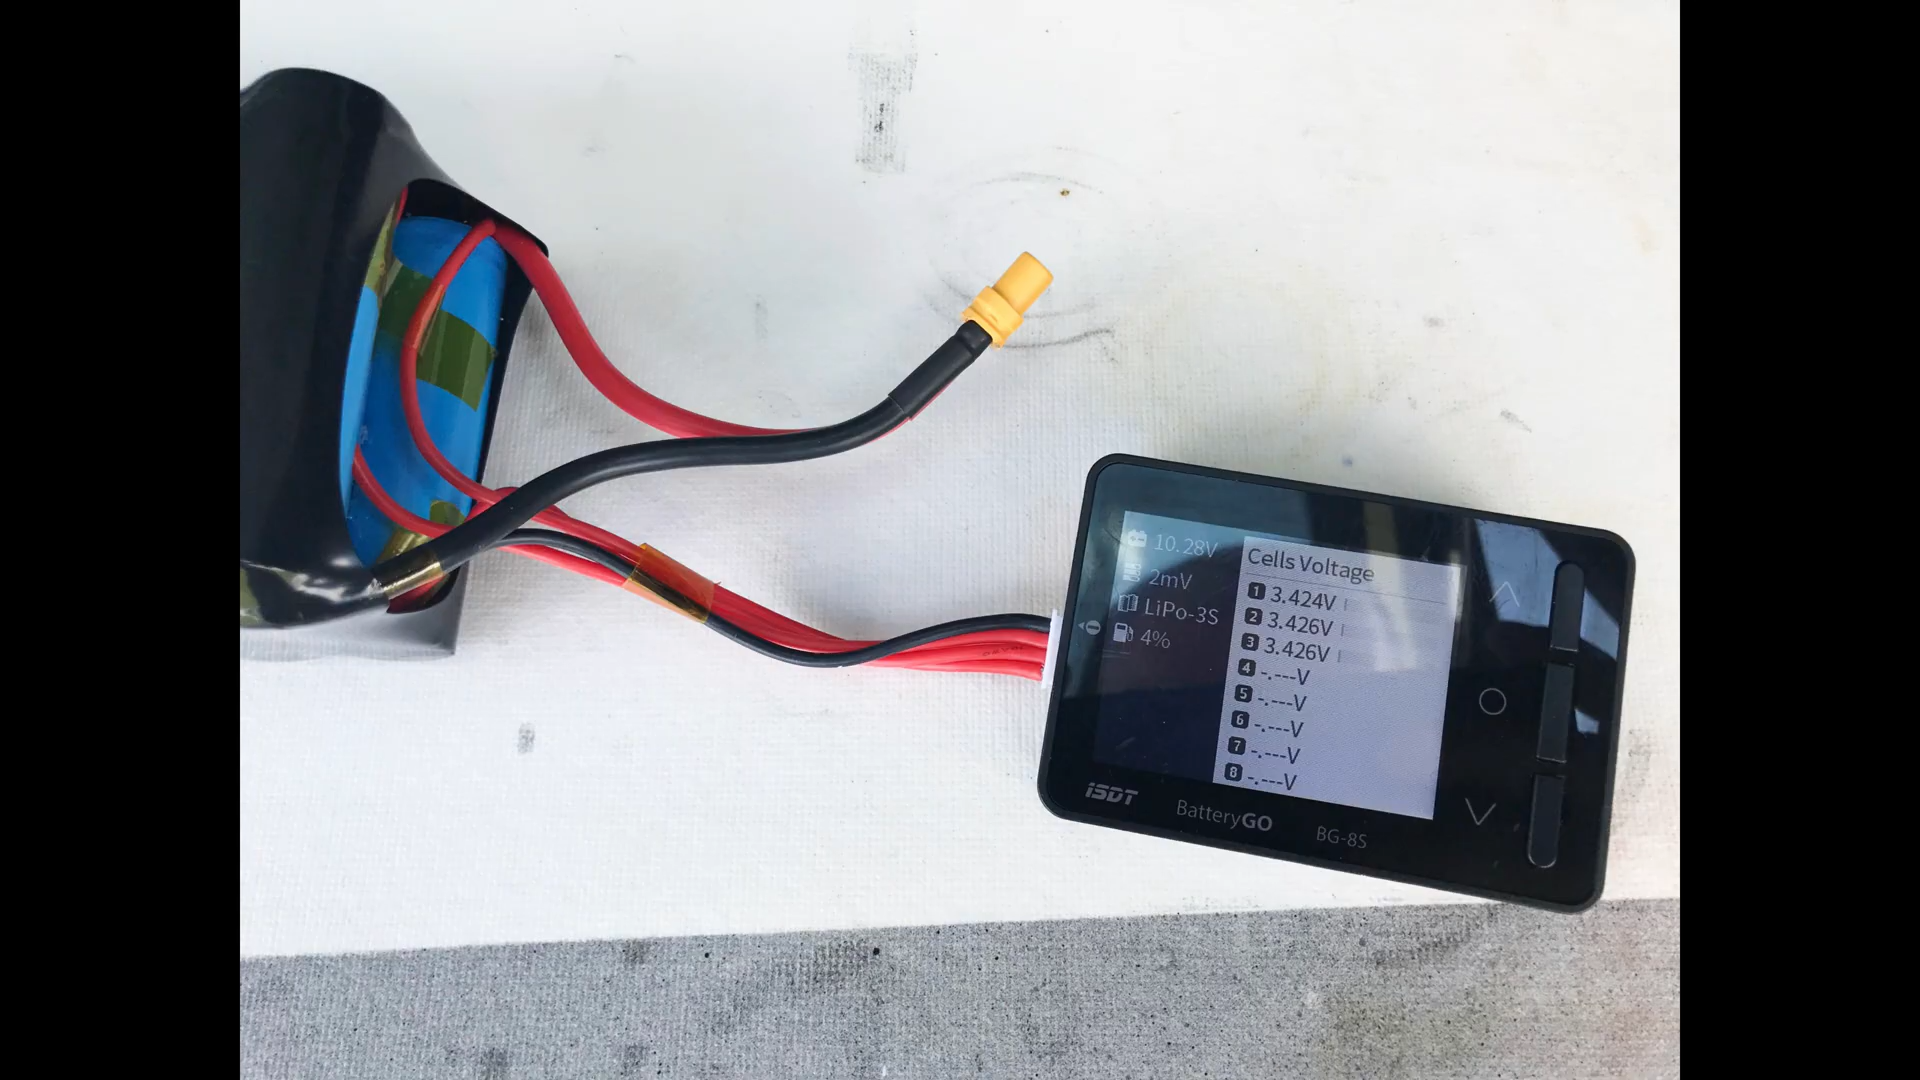 10.28V
2mV
LiPo-3S
4%
Cells Voltage
1 3.424V
2 3.426V
3 3.426V
4 -.---V
5 -.---V
6 -.---V
7 -.---V
8 -.---V
iSDT
BatteryGO
BG-8S